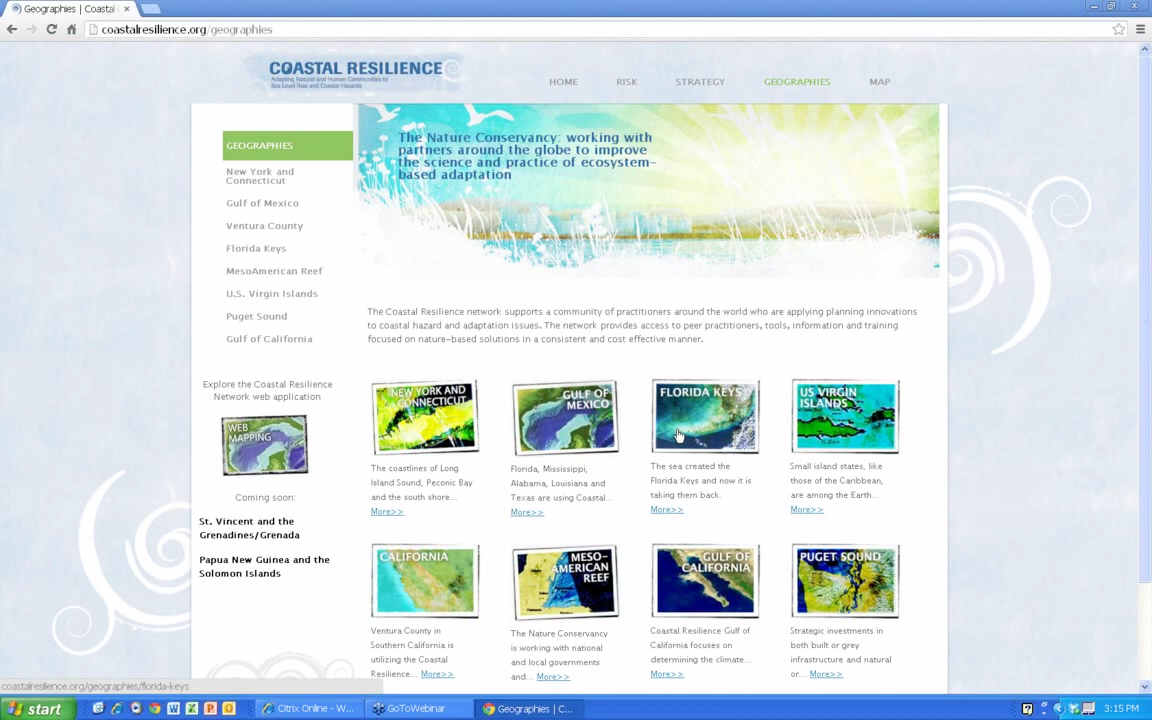 Geographies | Coastal
coastalresilience.org/geographies
COASTAL RESILIENCE
Adapting Natural and Human Communities to
Sea Level Rise and Coastal Hazards
HOME RISK STRATEGY GEOGRAPHIES MAP
GEOGRAPHIES
New York and
Connecticut
Gulf of Mexico
Ventura County
Florida Keys
MesoAmerican Reef
U.S. Virgin Islands
Puget Sound
Gulf of California
Explore the Coastal Resilience
Network web application
WEB
MAPPING
Coming soon:
St. Vincent and the
Grenadines/Grenada
Papua New Guinea and the
Solomon Islands
The Nature Conservancy: working with
partners around the globe to improve
the science and practice of ecosystem-
based adaptation
The Coastal Resilience network supports a community of practitioners around the world who are applying planning innovations
to coastal hazard and adaptation issues. The network provides access to peer practitioners, tools, information and training
focused on nature-based solutions in a consistent and cost effective manner.
NEW YORK AND
CONNECTICUT
The coastlines of Long
Island Sound, Peconic Bay
and the south shore...
More>>
GULF OF
MEXICO
Florida, Mississippi,
Alabama, Louisiana and
Texas are using Coastal...
More>>
FLORIDA KEYS
The sea created the
Florida Keys and now it is
taking them back.
More>>
US VIRGIN
ISLANDS
Small island states, like
those of the Caribbean,
are among the Earth...
More>>
CALIFORNIA
Ventura County in
Southern California is
utilizing the Coastal
Resilience... More>>
MESO-
AMERICAN
REEF
The Nature Conservancy
is working with national
and local governments
and... More>>
GULF OF
CALIFORNIA
Coastal Resilience Gulf of
California focuses on
determining the climate...
More>>
PUGET SOUND
Strategic investments in
both built or grey
infrastructure and natural
or... More>>
coastalresilience.org/geographies/florida-keys
start
Citrix Online - W...
GoToWebinar
Geographies | C...
3:15 PM